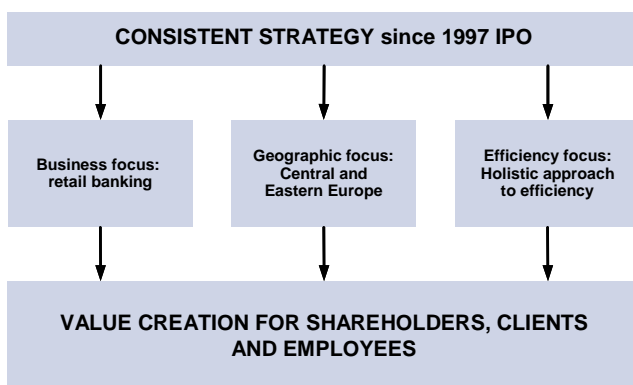 CONSISTENT STRATEGY since 1997 IPO
Business focus:
retail banking
Geographic focus:
Central and
Eastern Europe
Efficiency focus:
Holistic approach
to efficiency
VALUE CREATION FOR SHAREHOLDERS, CLIENTS
AND EMPLOYEES